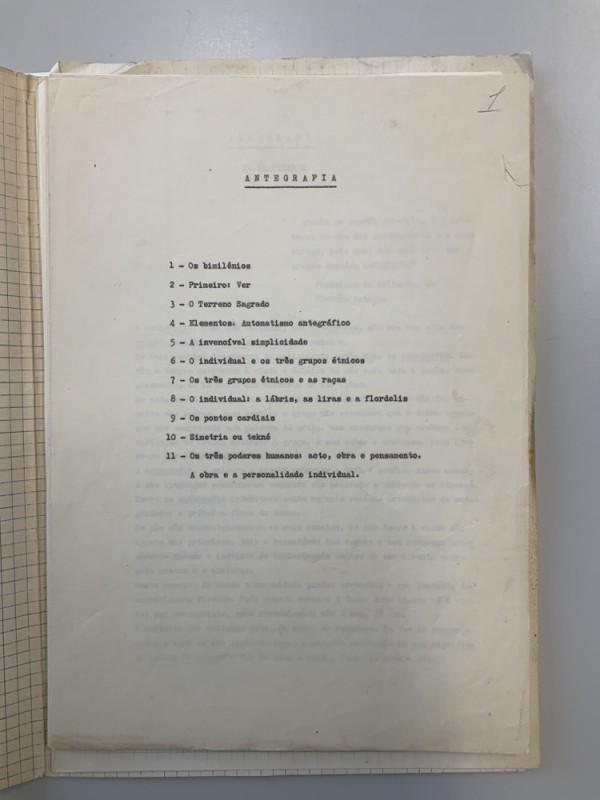 1
ANTEGRAFIA
1 - Os bimilénios
2 - Primeiro: Ver
3 - O Terreno Sagrado
4 - Elementos. Automatismo antegráfico
5 - A invencível simplicidade
6 - O individual e os três grupos étnicos
7 - Os três grupos étnicos e as raças
8 - O individual: a lábris, as liras e a flordelis
9 - Os pontos cardiais
10 - Simetria ou tekné
11 - Os três poderes humanos: acto, obra e pensamento.
A obra e a personalidade individual.